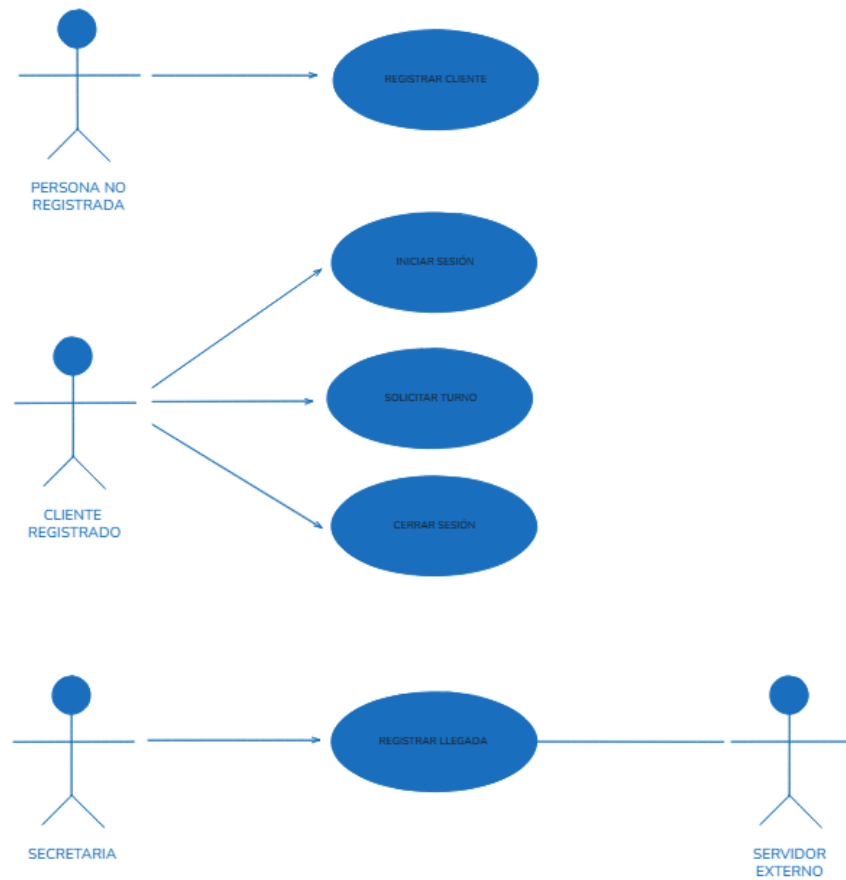 REGISTRAR CLIENTE
PERSONA NO
REGISTRADA
INICIAR SESIÓN
SOLICITAR TURNO
CLIENTE
REGISTRADO
CERRAR SESIÓN
REGISTRAR LLEGADA
SECRETARIA
SERVIDOR
EXTERNO